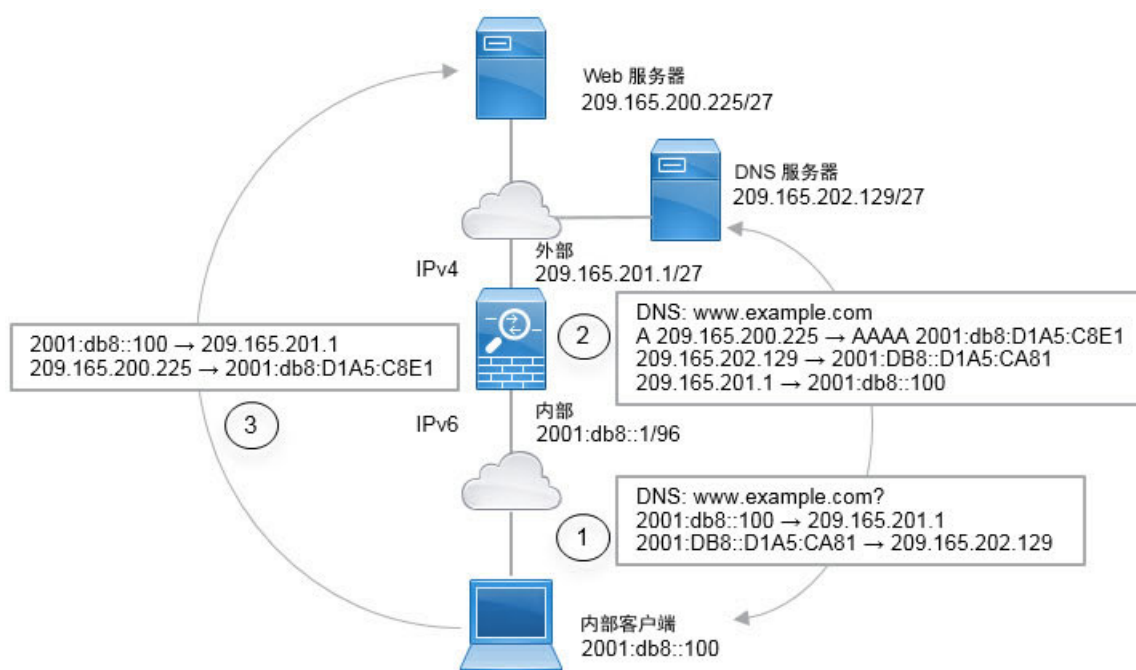 Web 服务器
209.165.200.225/27
DNS 服务器
209.165.202.129/27
IPv4
外部
209.165.201.1/27
2001:db8::100 → 209.165.201.1
209.165.200.225 → 2001:db8:D1A5:C8E1
3
2
DNS: www.example.com
A 209.165.200.225 → AAAA 2001:db8:D1A5:C8E1
209.165.202.129 → 2001:DB8::D1A5:CA81
209.165.201.1 → 2001:db8::100
IPv6
内部
2001:db8::1/96
1
DNS: www.example.com?
2001:db8::100 → 209.165.201.1
2001:DB8::D1A5:CA81 → 209.165.202.129
内部客户端
2001:db8::100